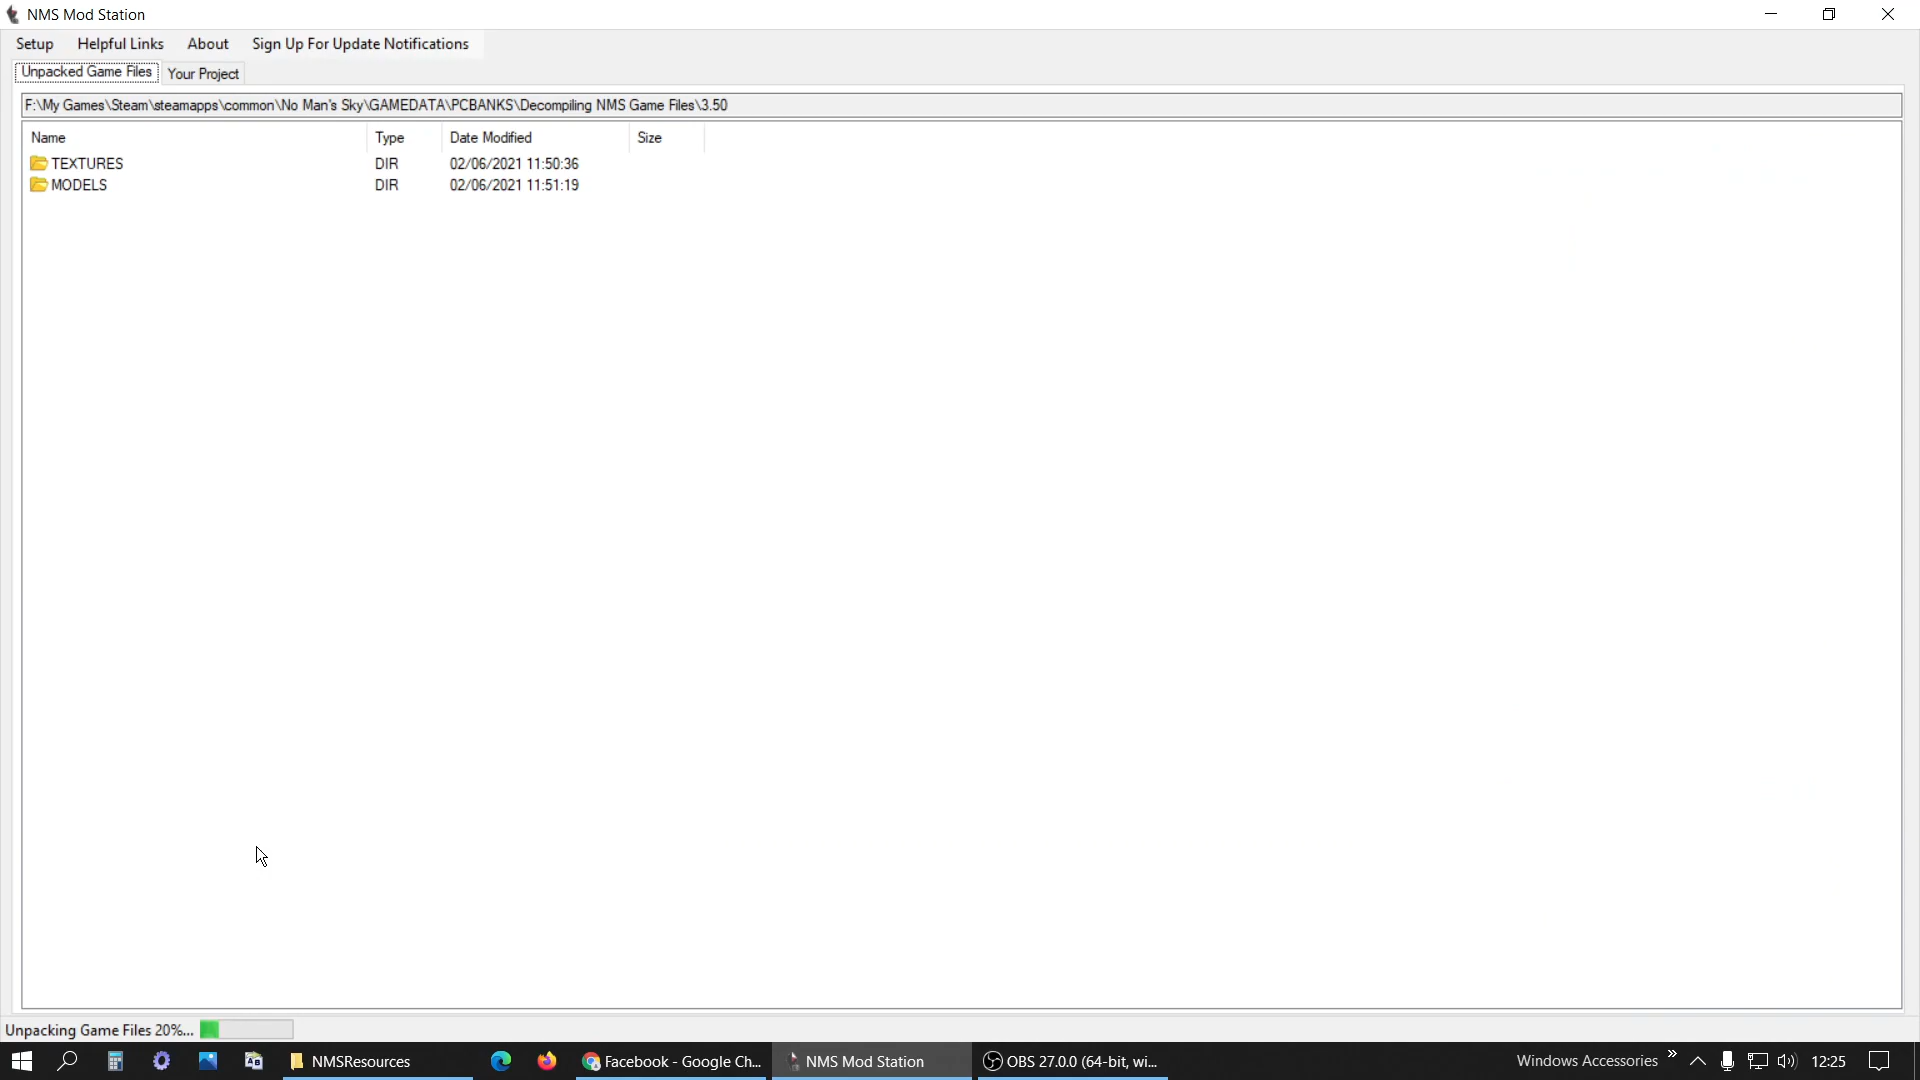 NMS Mod Station
Setup Helpful Links About Sign Up For Update Notifications
Unpacked Game Files Your Project
F:\My Games\Steam\steamapps\common\No Man's Sky\GAMEDATA\PCBANKS\Decompiling NMS Game Files\3.50
Name Type Date Modified Size
TEXTURES DIR 02/06/2021 11:50:36
MODELS DIR 02/06/2021 11:51:19
Unpacking Game Files 20%...
NMSResources Facebook - Google Ch... NMS Mod Station OBS 27.0.0 (64-bit, wi... Windows Accessories » 12:25